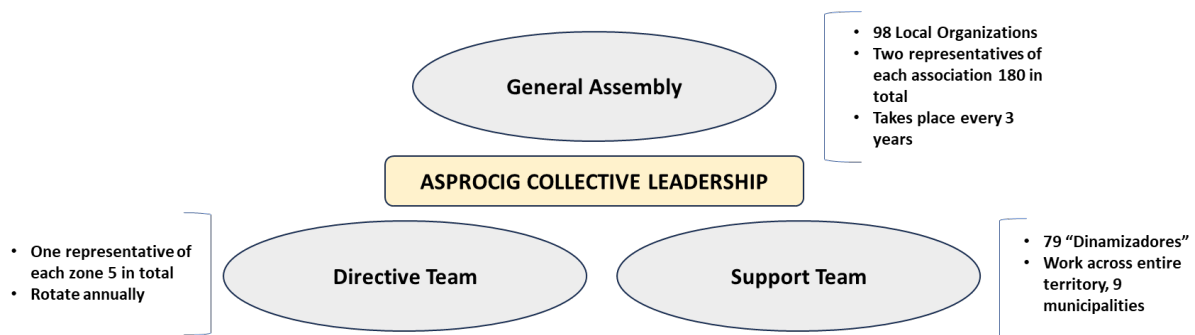 General Assembly
• 98 Local Organizations
• Two representatives of
each association 180 in
total
• Takes place every 3
years
ASPROCIG COLLECTIVE LEADERSHIP
• One representative of
each zone 5 in total
• Rotate annually
Directive Team
Support Team
• 79 “Dinamizadores”
• Work across entire
territory, 9
municipalities